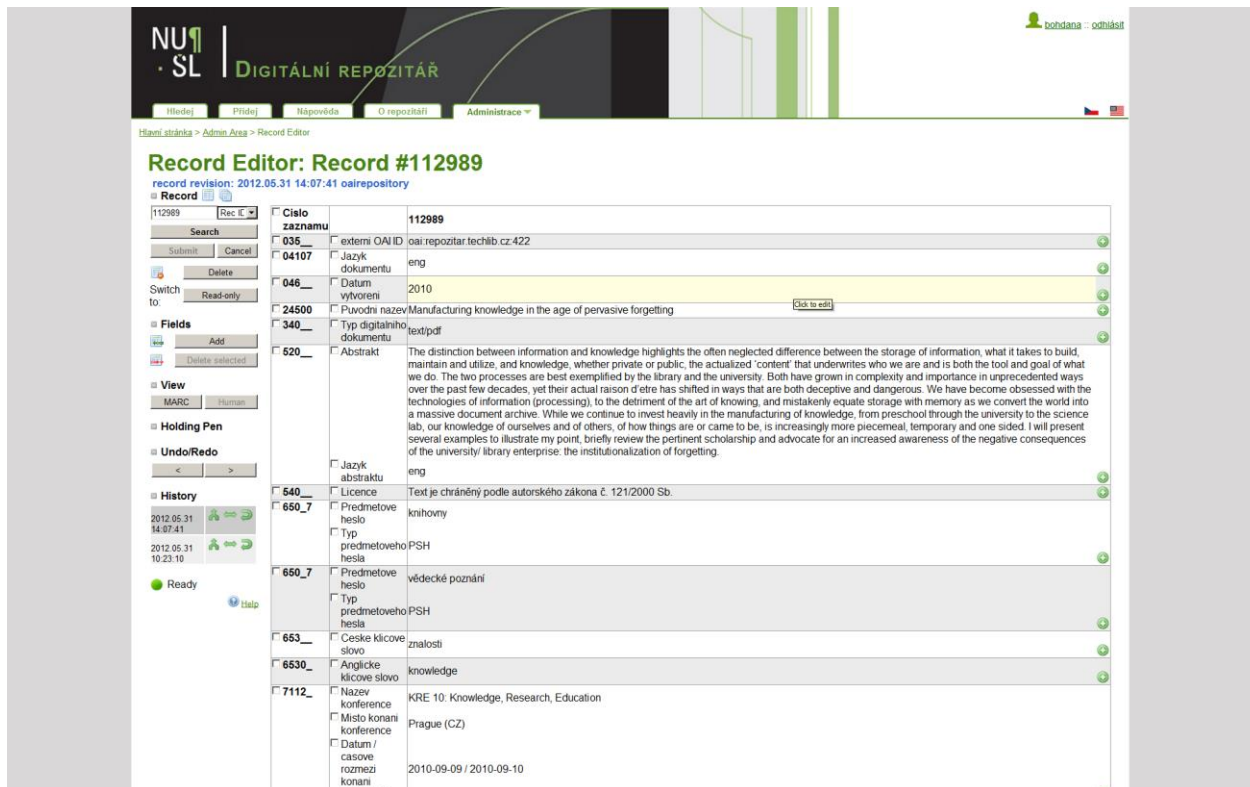 NU¶
· ŠL
DIGITÁLNÍ REPOZITÁŘ
bohdana :: odhlásit
Hledej
Přidej
Nápověda
O repozitáři
Administrace
Hlavní stránka > Admin Area > Record Editor
Record Editor: Record #112989
record revision: 2012.05.31 14:07:41 oairepository
Record
112989
Rec ID
Search
Submit
Cancel
Delete
Switch
to:
Read-only
Fields
Add
Delete selected
View
MARC
Human
Holding Pen
Undo/Redo
<
>
History
2012.05.31
14:07:41
2012.05.31
10:23:10
Ready
Help
Cislo
zaznamu
112989
035__
externi OAI ID
oai:repozitar.techlib.cz:422
04107
Jazyk
dokumentu
eng
046__
Datum
vytvoreni
2010
Click to edit
24500
Puvodni nazev
Manufacturing knowledge in the age of pervasive forgetting
340__
Typ digitalniho
dokumentu
text/pdf
520__
Abstrakt
The distinction between information and knowledge highlights the often neglected difference between the storage of information, what it takes to build,
maintain and utilize, and knowledge, whether private or public, the actualized 'content' that underwrites who we are and is both the tool and goal of what
we do. The two processes are best exemplified by the library and the university. Both have grown in complexity and importance in unprecedented ways
over the past few decades, yet their actual raison d'etre has shifted in ways that are both deceptive and dangerous. We have become obsessed with the
technologies of information (processing), to the detriment of the art of knowing, and mistakenly equate storage with memory as we convert the world into
a massive document archive. While we continue to invest heavily in the manufacturing of knowledge, from preschool through the university to the science
lab, our knowledge of ourselves and of others, of how things are or came to be, is increasingly more piecemeal, temporary and one sided. I will present
several examples to illustrate my point, briefly review the pertinent scholarship and advocate for an increased awareness of the negative consequences
of the university/ library enterprise: the institutionalization of forgetting.
Jazyk
abstraktu
eng
540__
Licence
Text je chráněný podle autorského zákona č. 121/2000 Sb.
650_7
Predmetove
heslo
knihovny
Typ
predmetoveho
hesla
PSH
650_7
Predmetove
heslo
vědecké poznání
Typ
predmetoveho
hesla
PSH
653__
Ceske klicove
slovo
znalosti
6530_
Anglicke
klicove slovo
knowledge
7112_
Nazev
konference
KRE 10: Knowledge, Research, Education
Misto konani
konference
Prague (CZ)
Datum /
casove
rozmezi
konani
2010-09-09 / 2010-09-10